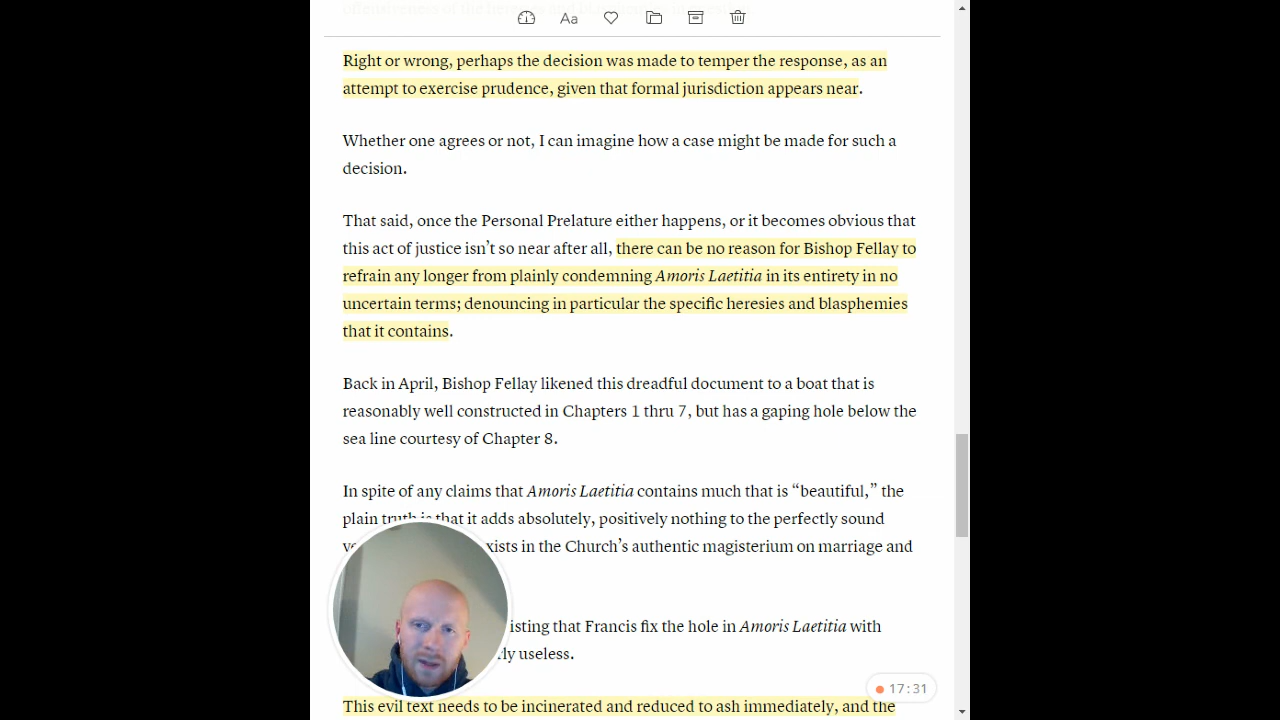 Aa
Right or wrong, perhaps the decision was made to temper the response, as an
attempt to exercise prudence, given that formal jurisdiction appears near.
Whether one agrees or not, I can imagine how a case might be made for such a
decision.
That said, once the Personal Prelature either happens, or it becomes obvious that
this act of justice isn’t so near after all, there can be no reason for Bishop Fellay to
refrain any longer from plainly condemning Amoris Laetitia in its entirety in no
uncertain terms; denouncing in particular the specific heresies and blasphemies
that it contains.
Back in April, Bishop Fellay likened this dreadful document to a boat that is
reasonably well constructed in Chapters 1 thru 7, but has a gaping hole below the
sea line courtesy of Chapter 8.
In spite of any claims that Amoris Laetitia contains much that is “beautiful,” the
plain truth is that it adds absolutely, positively nothing to the perfectly sound
in the Church’s authentic magisterium on marriage and
that Francis fix the hole in Amoris Laetitia with
useless.
17:31
This evil text needs to be incinerated and reduced to ash immediately, and the